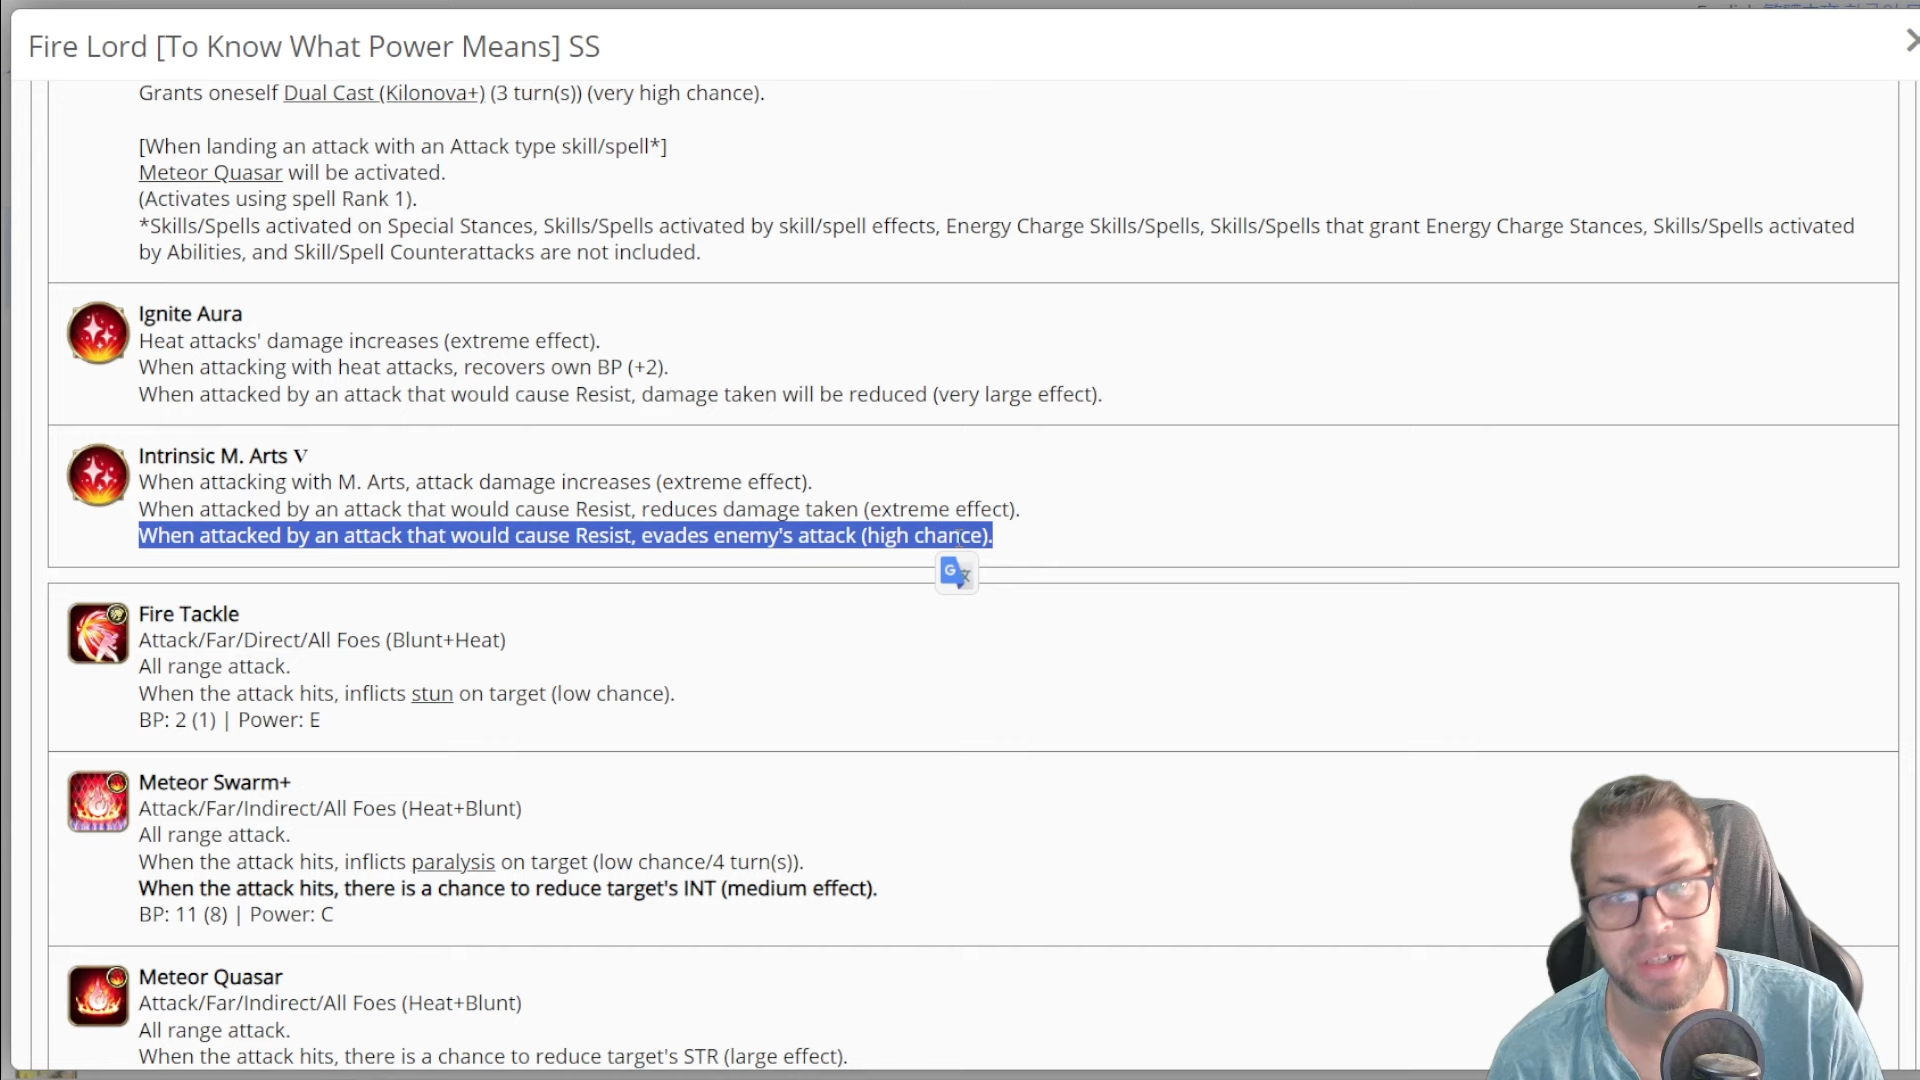 Fire Lord [To Know What Power Means] SS
Grants oneself Dual Cast (Kilonova+) (3 turn(s)) (very high chance).
[When landing an attack with an Attack type skill/spell*]
Meteor Quasar will be activated.
(Activates using spell Rank 1).
*Skills/Spells activated on Special Stances, Skills/Spells activated by skill/spell effects, Energy Charge Skills/Spells, Skills/Spells that grant Energy Charge Stances, Skills/Spells activated
by Abilities, and Skill/Spell Counterattacks are not included.
Ignite Aura
Heat attacks' damage increases (extreme effect).
When attacking with heat attacks, recovers own BP (+2).
When attacked by an attack that would cause Resist, damage taken will be reduced (very large effect).
Intrinsic M. Arts V
When attacking with M. Arts, attack damage increases (extreme effect).
When attacked by an attack that would cause Resist, reduces damage taken (extreme effect).
When attacked by an attack that would cause Resist, evades enemy's attack (high chance).
Fire Tackle
Attack/Far/Direct/All Foes (Blunt+Heat)
All range attack.
When the attack hits, inflicts stun on target (low chance).
BP: 2 (1) | Power: E
Meteor Swarm+
Attack/Far/Indirect/All Foes (Heat+Blunt)
All range attack.
When the attack hits, inflicts paralysis on target (low chance/4 turn(s)).
When the attack hits, there is a chance to reduce target's INT (medium effect).
BP: 11 (8) | Power: C
Meteor Quasar
Attack/Far/Indirect/All Foes (Heat+Blunt)
All range attack.
When the attack hits, there is a chance to reduce target's STR (large effect).